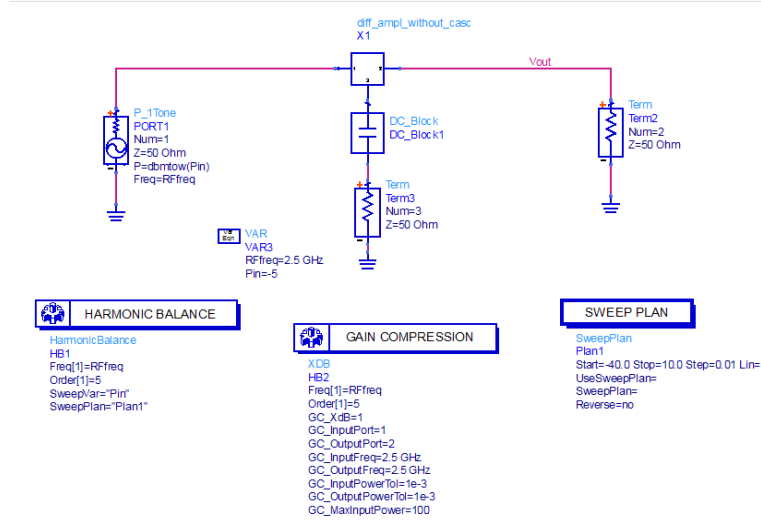 diff_ampl_without_casc
X1
Vout
P_1Tone
PORT1
Num=1
Z=50 Ohm
P=dbmtow(Pin)
Freq=RFfreq
DC_Block
DC_Block1
Term
Term2
Num=2
Z=50 Ohm
Term
Term3
Num=3
Z=50 Ohm
Var
Eqn
VAR
VAR3
RFfreq=2.5 GHz
Pin=-5
HARMONIC BALANCE
HarmonicBalance
HB1
Freq[1]=RFfreq
Order[1]=5
SweepVar="Pin"
SweepPlan="Plan1"
GAIN COMPRESSION
XDB
HB2
Freq[1]=RFfreq
Order[1]=5
GC_XdB=1
GC_InputPort=1
GC_OutputPort=2
GC_InputFreq=2.5 GHz
GC_OutputFreq=2.5 GHz
GC_InputPowerTol=1e-3
GC_OutputPowerTol=1e-3
GC_MaxInputPower=100
SWEEP PLAN
SweepPlan
Plan1
Start=-40.0 Stop=10.0 Step=0.01 Lin=
UseSweepPlan=
SweepPlan=
Reverse=no